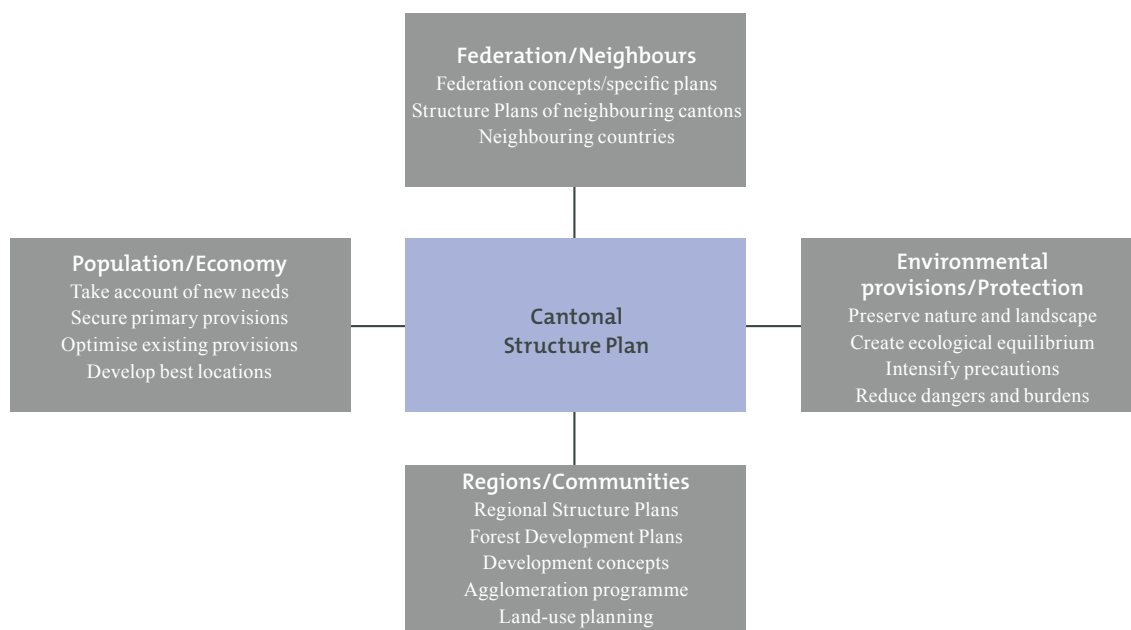 Federation/Neighbours
Federation concepts/specific plans
Structure Plans of neighbouring cantons
Neighbouring countries
Population/Economy
Take account of new needs
Secure primary provisions
Optimise existing provisions
Develop best locations
Cantonal
Structure Plan
Environmental
provisions/Protection
Preserve nature and landscape
Create ecological equilibrium
Intensify precautions
Reduce dangers and burdens
Regions/Communities
Regional Structure Plans
Forest Development Plans
Development concepts
Agglomeration programme
Land-use planning